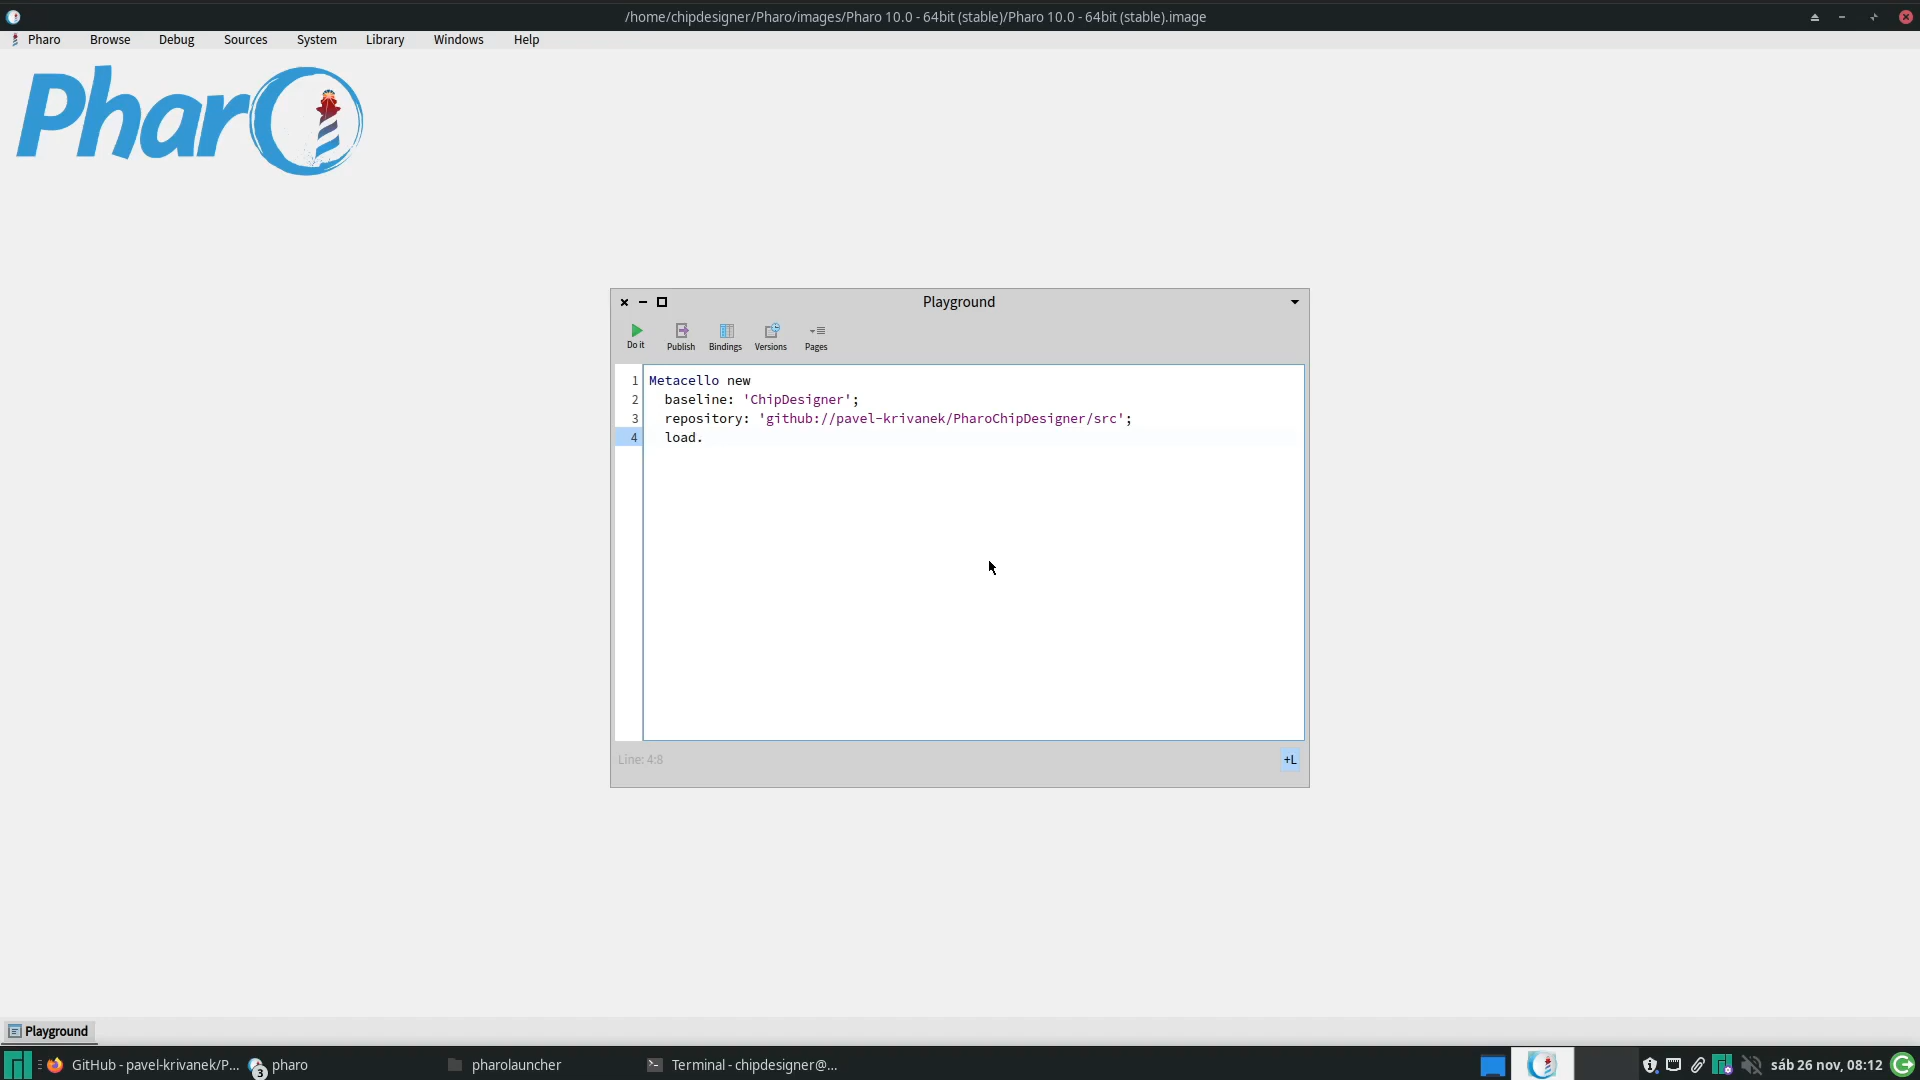 /home/chipdesigner/Pharo/images/Pharo 10.0 - 64bit (stable)/Pharo 10.0 - 64bit (stable).image
Pharo Browse Debug Sources System Library Windows Help
Pharo
Playground
Do it Publish Bindings Versions Pages
1 Metacello new
2 baseline: 'ChipDesigner';
3 repository: 'github://pavel-krivanek/PharoChipDesigner/src';
4 load.
Line: 4:8 +L
Playground
GitHub - pavel-krivanek/P... 3 pharo pharolauncher Terminal - chipdesigner@... sáb 26 nov, 08:12